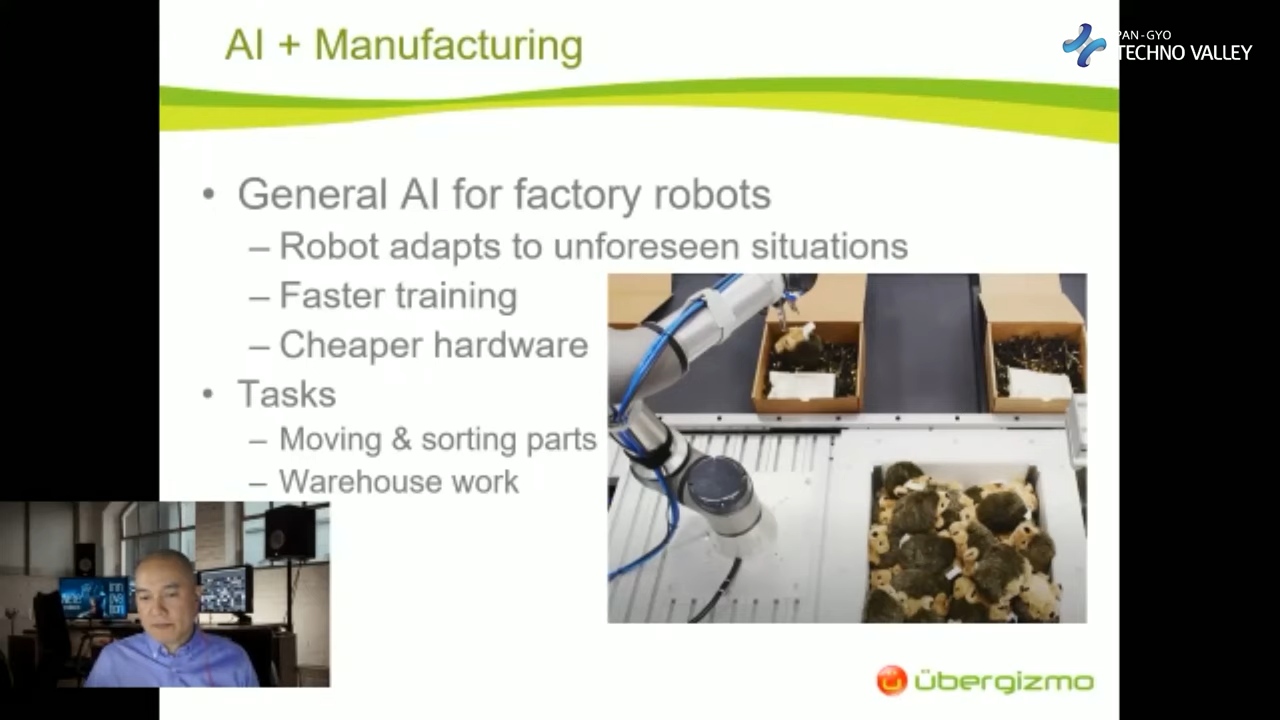 AI + Manufacturing
PAN-GYO
TECHNO VALLEY
• General AI for factory robots
– Robot adapts to unforeseen situations
– Faster training
– Cheaper hardware
• Tasks
– Moving & sorting parts
– Warehouse work
übergizmo